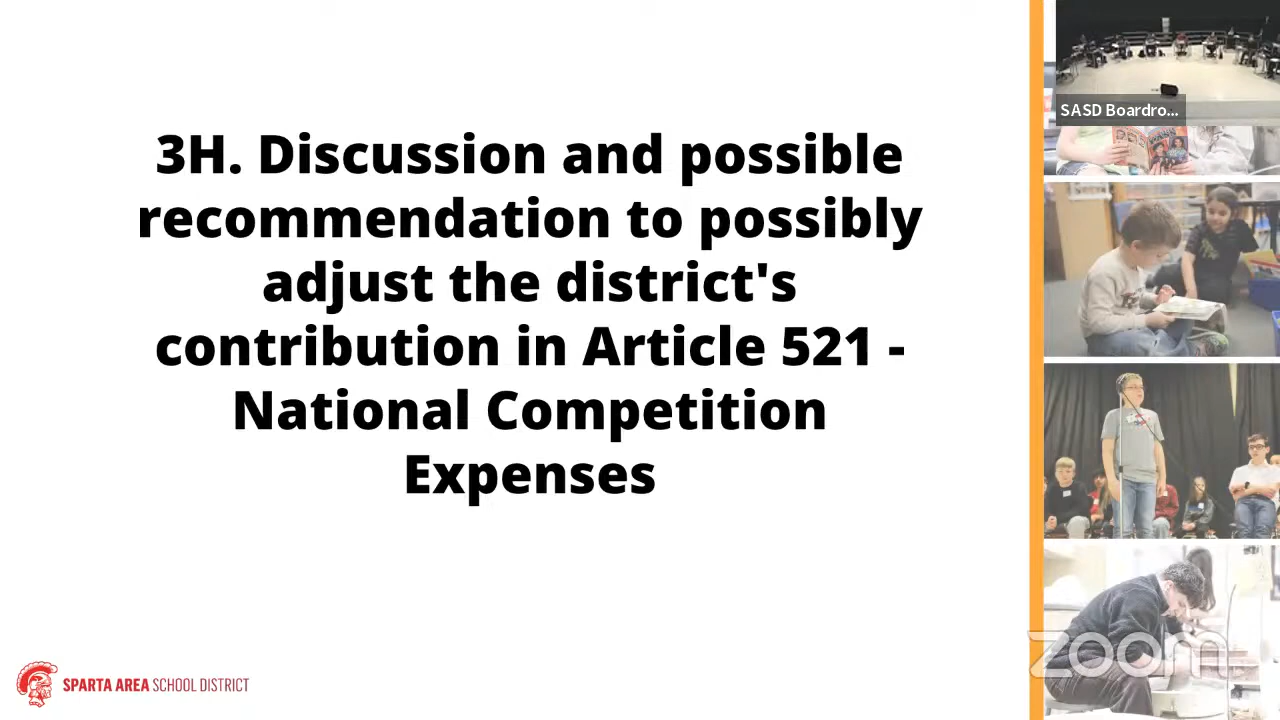 3H. Discussion and possible
recommendation to possibly
adjust the district's
contribution in Article 521 -
National Competition
Expenses
SPARTA AREA SCHOOL DISTRICT
SASD Boardro...
zoom